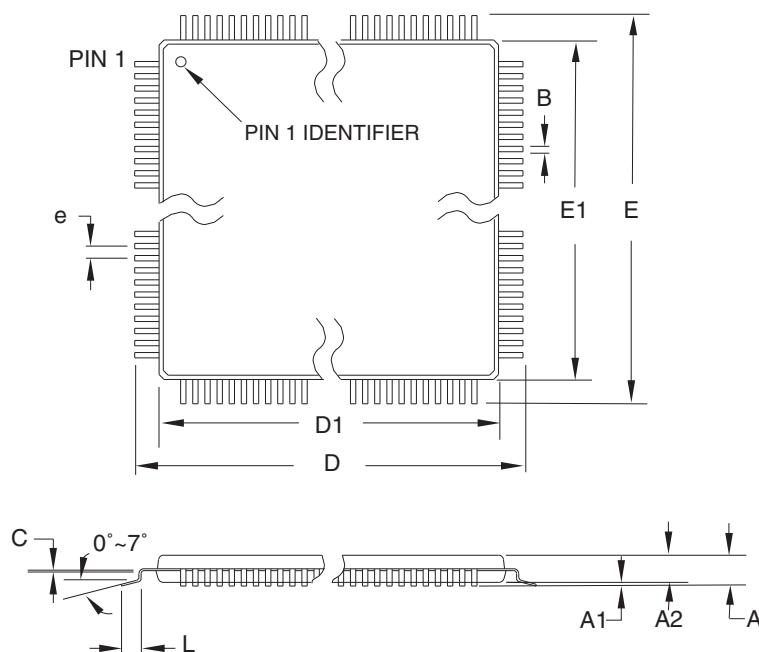 PIN 1
PIN 1 IDENTIFIER
B
e
E1
E
D1
D
C
0°~7°
L
A1
A2
A